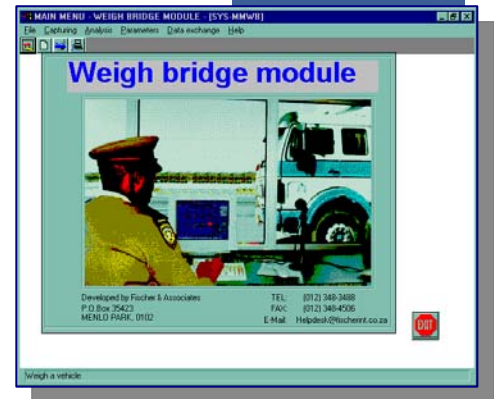 MAIN MENU - WEIGH BRIDGE MODULE - [SYS-MMWB]
File Capturing Analysis Parameters Data exchange Help
Weigh bridge module
Developed by Fischer & Associates
P.O.Box 35423
MENLO PARK, 0102
TEL: (012) 348-3488
FAX: (012) 348-4506
E-Mail: Helpdesk@fischerint.co.za
EXIT
Weigh a vehicle